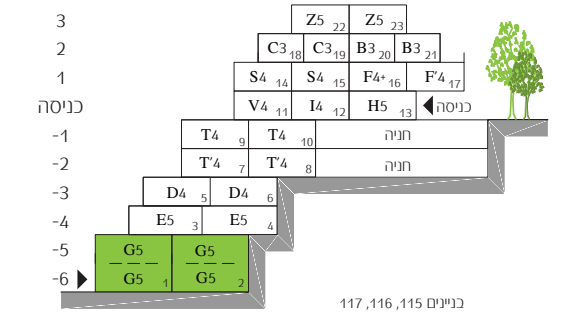 3 Z5 22 Z5 23
2 C3 18 C3 19 B3 20 B3 21
1 S4 14 S4 15 F4+ 16 F'4 17
כניסה V4 11 I4 12 H5 13 כניסה
-1 T4 9 T4 10 חניה
-2 T'4 7 T'4 8 חניה
-3 D4 5 D4 6
-4 E5 3 E5 4
-5 G5 G5
-6 G5 1 G5 2
בניינים 115, 116, 117